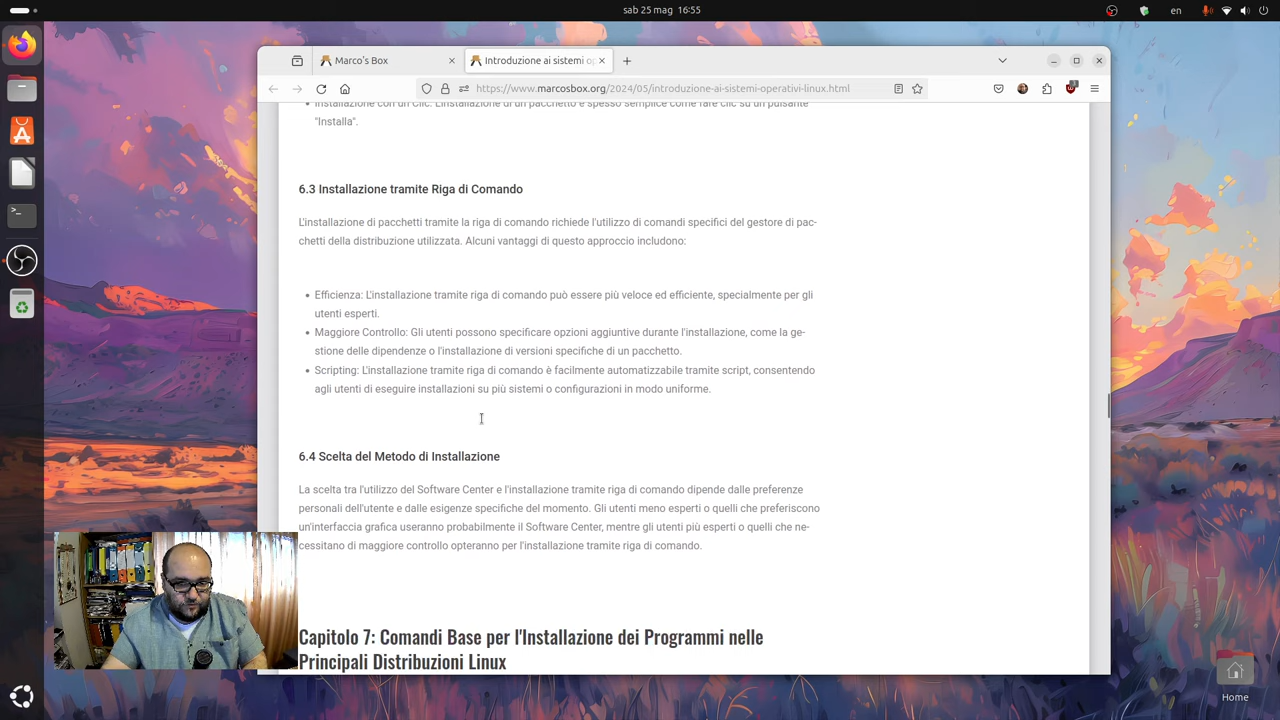 sab 25 mag 16:55
en
Marco's Box
Introduzione ai sistemi op
https://www.marcosbox.org/2024/05/introduzione-ai-sistemi-operativi-linux.html
Installazione con un Clic: L'installazione di un pacchetto è spesso semplice come fare clic su un pulsante
"Installa".
6.3 Installazione tramite Riga di Comando
L'installazione di pacchetti tramite la riga di comando richiede l'utilizzo di comandi specifici del gestore di pac-
chetti della distribuzione utilizzata. Alcuni vantaggi di questo approccio includono:
Efficienza: L'installazione tramite riga di comando può essere più veloce ed efficiente, specialmente per gli
utenti esperti.
Maggiore Controllo: Gli utenti possono specificare opzioni aggiuntive durante l'installazione, come la ge-
stione delle dipendenze o l'installazione di versioni specifiche di un pacchetto.
Scripting: L'installazione tramite riga di comando è facilmente automatizzabile tramite script, consentendo
agli utenti di eseguire installazioni su più sistemi o configurazioni in modo uniforme.
6.4 Scelta del Metodo di Installazione
La scelta tra l'utilizzo del Software Center e l'installazione tramite riga di comando dipende dalle preferenze
personali dell'utente e dalle esigenze specifiche del momento. Gli utenti meno esperti o quelli che preferiscono
un'interfaccia grafica useranno probabilmente il Software Center, mentre gli utenti più esperti o quelli che ne-
cessitano di maggiore controllo opteranno per l'installazione tramite riga di comando.
Capitolo 7: Comandi Base per l'Installazione dei Programmi nelle
Principali Distribuzioni Linux
Home